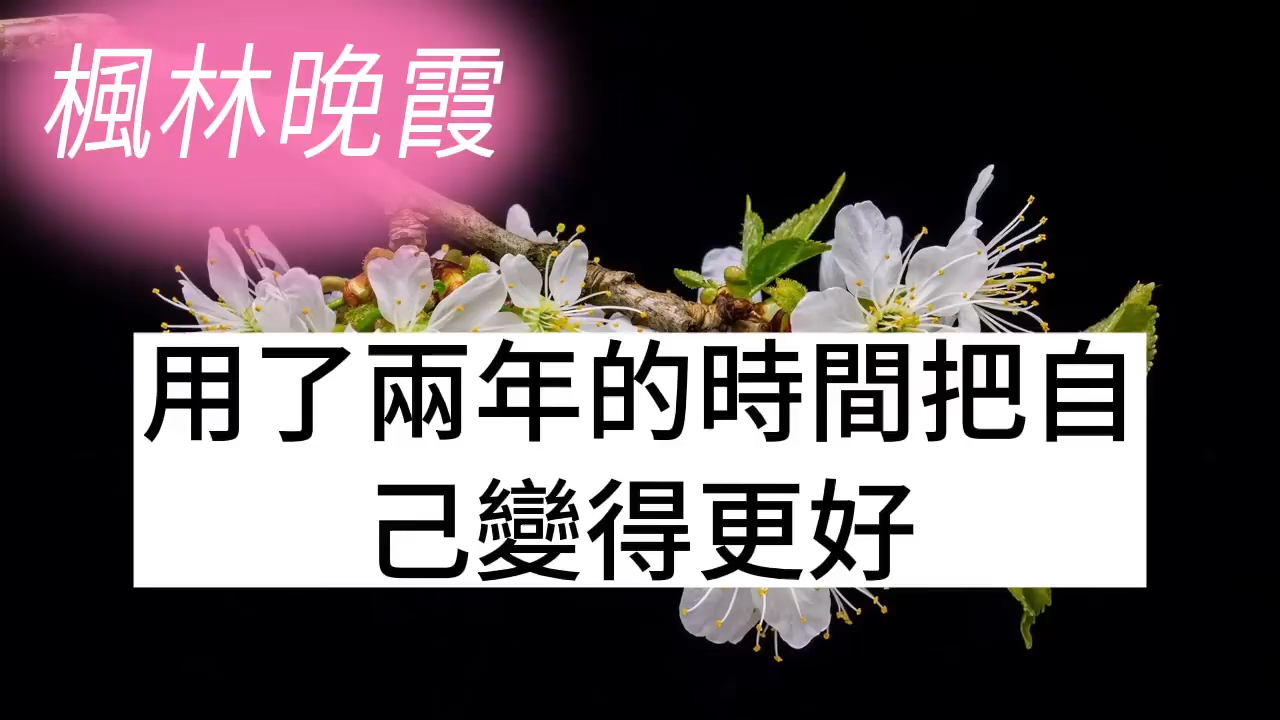 楓林晚霞
用了兩年的時間把自
己變得更好